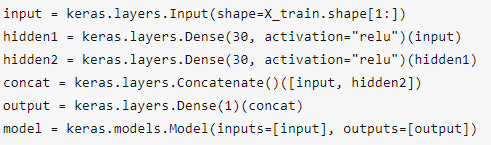 input = keras.layers.Input(shape=X_train.shape[1:])
hidden1 = keras.layers.Dense(30, activation="relu")(input)
hidden2 = keras.layers.Dense(30, activation="relu")(hidden1)
concat = keras.layers.Concatenate()([input, hidden2])
output = keras.layers.Dense(1)(concat)
model = keras.models.Model(inputs=[input], outputs=[output])